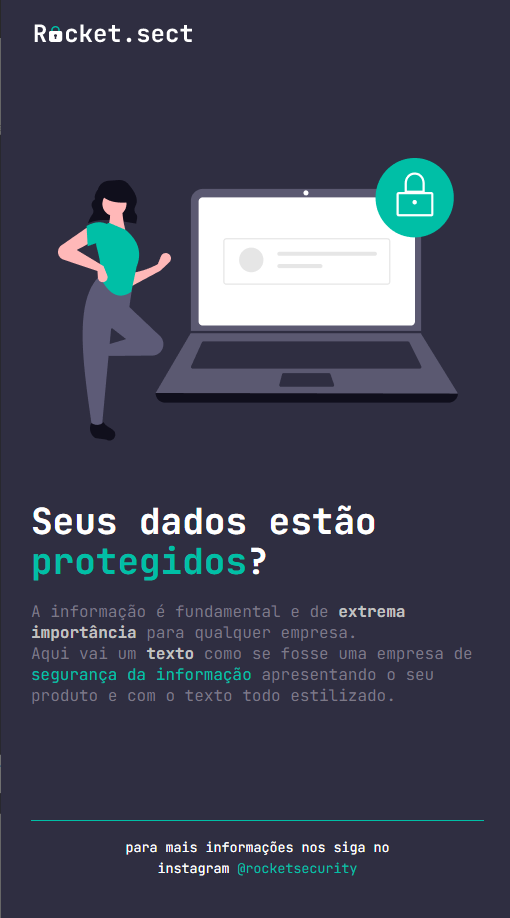 Rocket.sect
Seus dados estão
protegidos?
A informação é fundamental e de extrema
importância para qualquer empresa.
Aqui vai um texto como se fosse uma empresa de
segurança da informação apresentando o seu
produto e com o texto todo estilizado.
para mais informações nos siga no
instagram @rocketsecurity